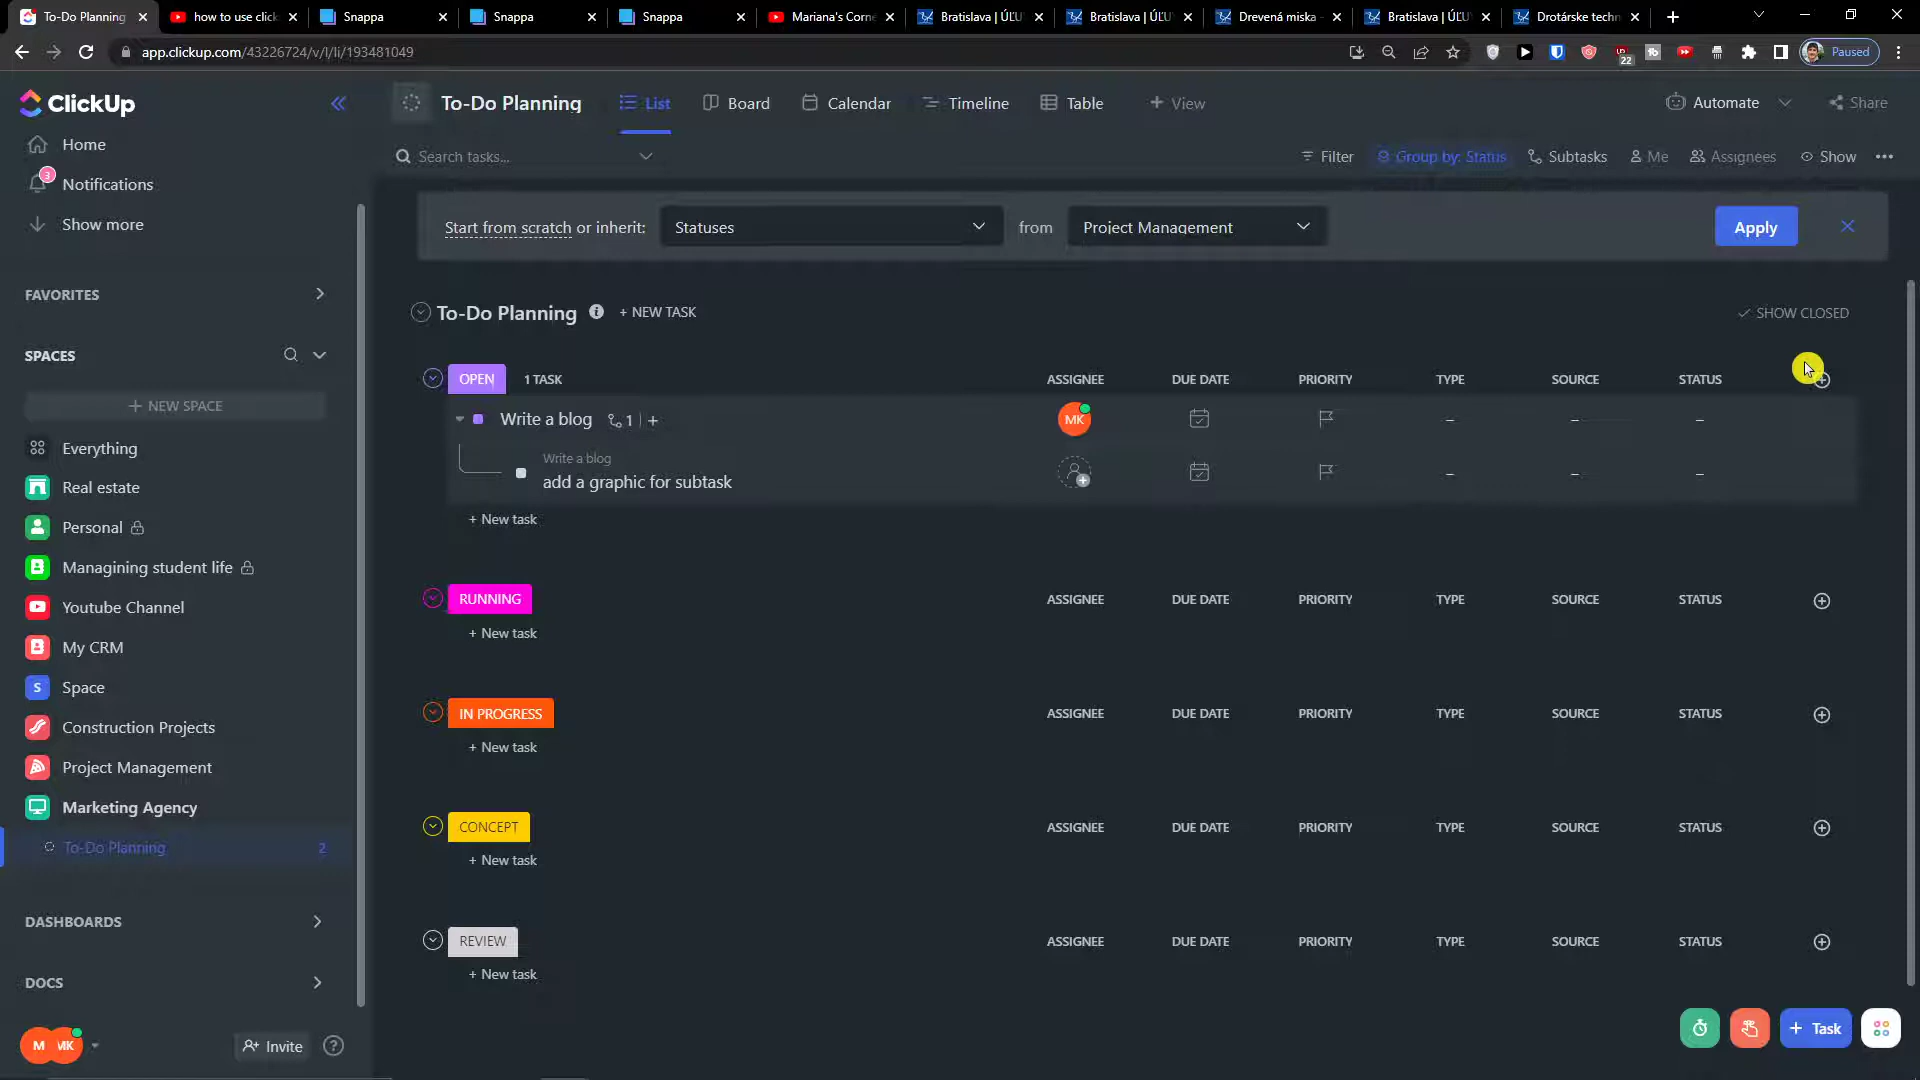 To-Do Planning
how to use click
Snappa
Snappa
Snappa
Mariana's Corne
Bratislava | ÚĽU
Bratislava | ÚĽU
Drevená miska -
Bratislava | ÚĽU
Drotárske techn
app.clickup.com/43226724/v/l/li/193481049
22
Paused
ClickUp
To-Do Planning
List
Board
Calendar
Timeline
Table
+ View
Automate
Share
Home
3
Notifications
Show more
Search tasks...
Filter
Group by: Status
Subtasks
Me
Assignees
Show
Start from scratch or inherit:
Statuses
from
Project Management
Apply
FAVORITES
SPACES
+ NEW SPACE
Everything
Real estate
Personal
Managining student life
Youtube Channel
My CRM
S Space
Construction Projects
Project Management
Marketing Agency
To-Do Planning 2
DASHBOARDS
DOCS
M MK
Invite
?
To-Do Planning
+ NEW TASK
SHOW CLOSED
OPEN 1 TASK ASSIGNEE DUE DATE PRIORITY TYPE SOURCE STATUS
Write a blog 1 + MK – – –
Write a blog
add a graphic for subtask – – –
+ New task
RUNNING ASSIGNEE DUE DATE PRIORITY TYPE SOURCE STATUS
+ New task
IN PROGRESS ASSIGNEE DUE DATE PRIORITY TYPE SOURCE STATUS
+ New task
CONCEPT ASSIGNEE DUE DATE PRIORITY TYPE SOURCE STATUS
+ New task
REVIEW ASSIGNEE DUE DATE PRIORITY TYPE SOURCE STATUS
+ New task
+ Task